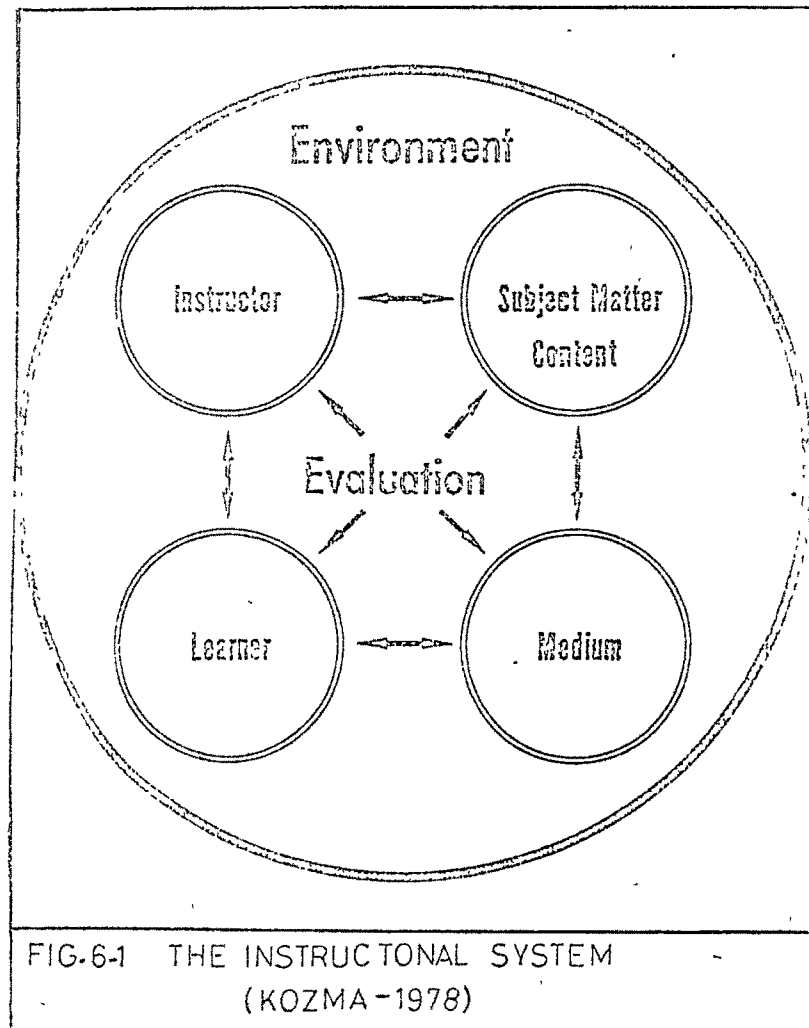 Environment
Instructor
Subject Matter
Content
Evaluation
Learner
Medium
FIG.6-1 THE INSTRUCTONAL SYSTEM
(KOZMA-1978)